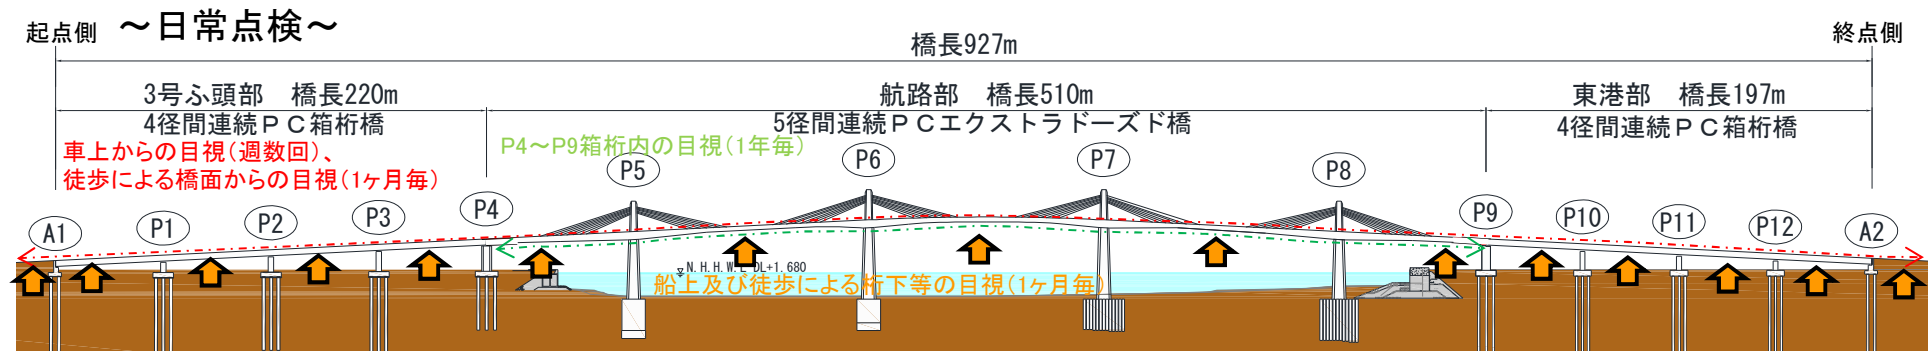 起点側
～日常点検～
終点側
橋長927m
3号ふ頭部　橋長220m
航路部　橋長510m
東港部　橋長197m
4径間連続ＰＣ箱桁橋
5径間連続ＰＣエクストラドーズド橋
4径間連続ＰＣ箱桁橋
車上からの目視（週数回）、
徒歩による橋面からの目視（1ヶ月毎）
P4～P9箱桁内の目視（1年毎）
A1
P1
P2
P3
P4
P5
P6
P7
P8
P9
P10
P11
P12
A2
N.H.H.W.L DL+1.680
船上及び徒歩による桁下等の目視（1ヶ月毎）